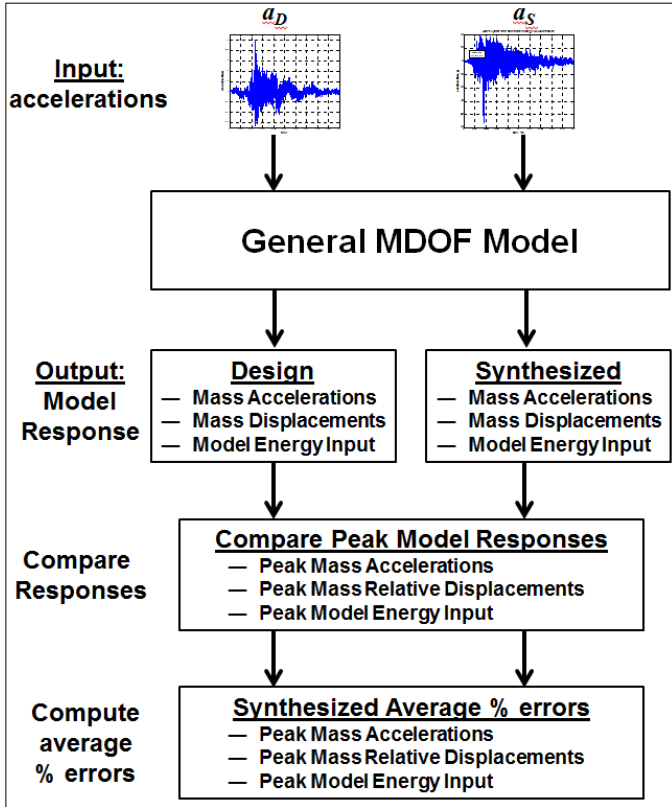 a_D
a_S
Input:
accelerations
General MDOF Model
Output:
Model
Response
Design
— Mass Accelerations
— Mass Displacements
— Model Energy Input
Synthesized
— Mass Accelerations
— Mass Displacements
— Model Energy Input
Compare
Responses
Compare Peak Model Responses
— Peak Mass Accelerations
— Peak Mass Relative Displacements
— Peak Model Energy Input
Compute
average
% errors
Synthesized Average % errors
— Peak Mass Accelerations
— Peak Mass Relative Displacements
— Peak Model Energy Input